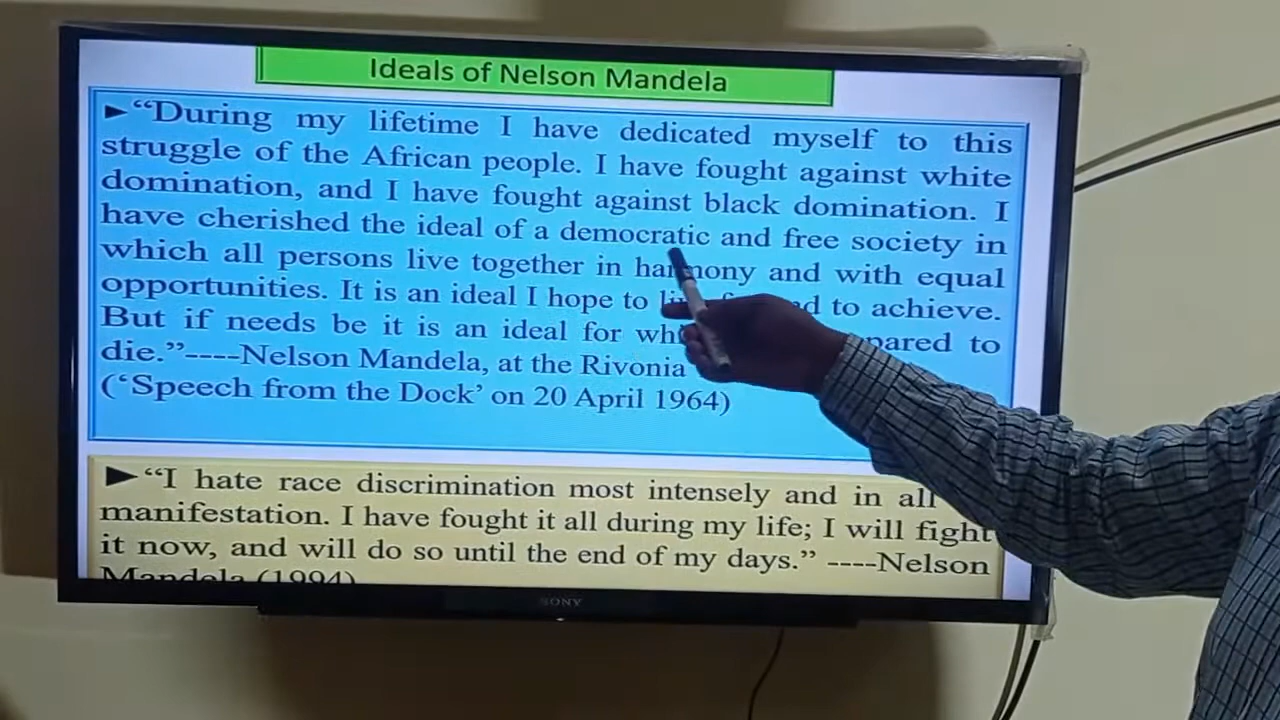 Ideals of Nelson Mandela
►“During my lifetime I have dedicated myself to this
struggle of the African people. I have fought against white
domination, and I have fought against black domination. I
have cherished the ideal of a democratic and free society in
which all persons live together in harmony and with equal
opportunities. It is an ideal I hope to to achieve.
But if needs be it is an ideal for to
die.”----Nelson Mandela, at the Rivonia
(‘Speech from the Dock’ on 20 April 1964)
►“I hate race discrimination most intensely and in all
manifestation. I have fought it all during my life; I will fight
it now, and will do so until the end of my days.” ----Nelson
Mandela (1994)
SONY